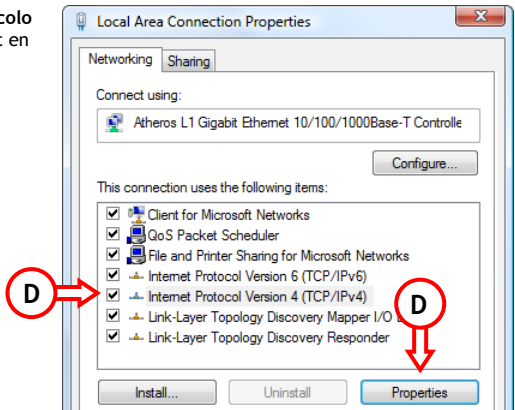 colo
en
Local Area Connection Properties
Networking
Sharing
Connect using:
Atheros L1 Gigabit Ethernet 10/100/1000Base-T Controlle
Configure...
This connection uses the following items:
Client for Microsoft Networks
QoS Packet Scheduler
File and Printer Sharing for Microsoft Networks
Internet Protocol Version 6 (TCP/IPv6)
D
Internet Protocol Version 4 (TCP/IPv4)
D
Link-Layer Topology Discovery Mapper I/O
Link-Layer Topology Discovery Responder
Install...
Uninstall
Properties